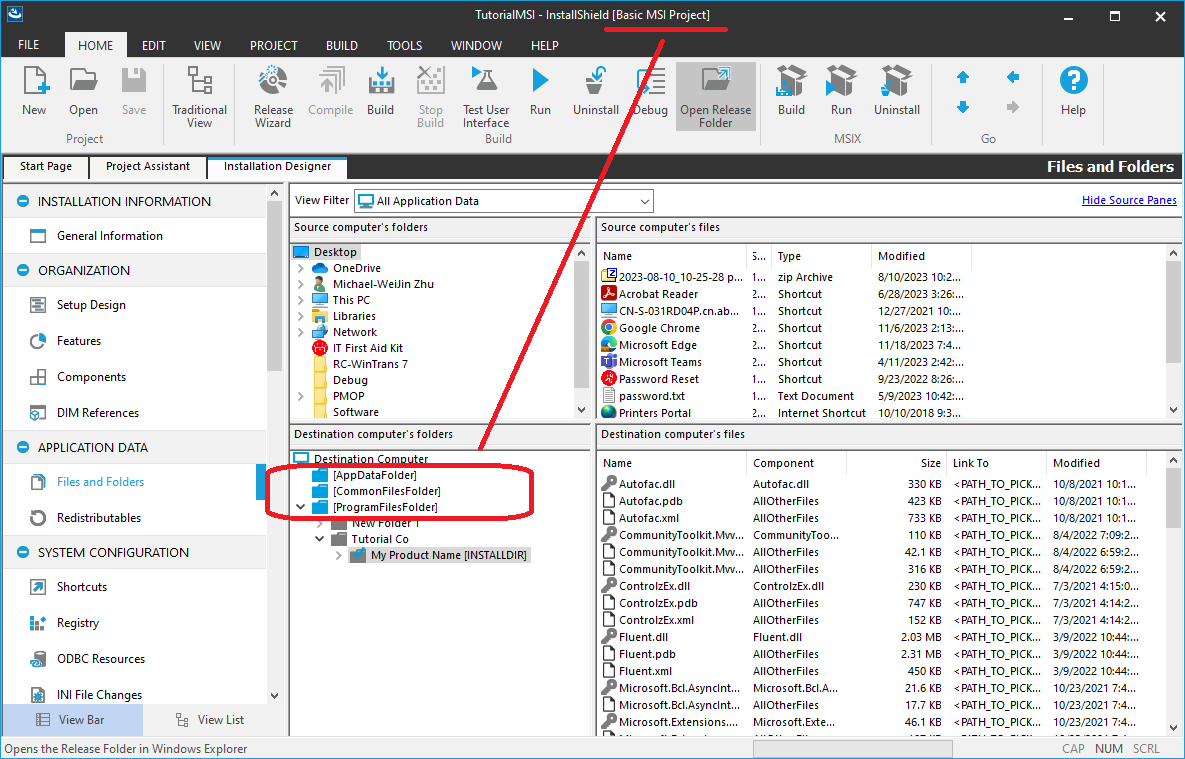 TutorialMSI - InstallShield [Basic MSI Project]
FILE HOME EDIT VIEW PROJECT BUILD TOOLS WINDOW HELP
New Open Save Traditional View Release Wizard Compile Build Stop Build Test User Interface Run Uninstall Debug Open Release Folder Build Run Uninstall Help
Project Build MSIX Go
Start Page Project Assistant Installation Designer Files and Folders
INSTALLATION INFORMATION
General Information
ORGANIZATION
Setup Design
Features
Components
DIM References
APPLICATION DATA
Files and Folders
Redistributables
SYSTEM CONFIGURATION
Shortcuts
Registry
ODBC Resources
INI File Changes
View Bar View List
View Filter All Application Data Hide Source Panes
Source computer's folders
Desktop
OneDrive
Michael-WeiJin Zhu
This PC
Libraries
Network
IT First Aid Kit
RC-WinTrans 7
Debug
PMOP
Software
Source computer's files
Name S... Type Modified
2023-08-10_10-25-28 p... 1... zip Archive 8/10/2023 10:2...
Acrobat Reader 2... Shortcut 6/28/2023 3:26:...
CN-S-031RD04P.cn.ab... 2... Shortcut 12/27/2021 10:...
Google Chrome 2... Shortcut 11/6/2023 2:13:...
Microsoft Edge 2... Shortcut 11/18/2023 7:4...
Microsoft Teams 2... Shortcut 4/11/2023 2:42:...
Password Reset 2... Shortcut 9/23/2022 8:26:...
password.txt 1... Text Document 5/9/2023 10:42:...
Printers Portal 1... Internet Shortcut 10/10/2018 9:3...
Destination computer's folders
Destination Computer
[AppDataFolder]
[CommonFilesFolder]
[ProgramFilesFolder]
New Folder 1
Tutorial Co
My Product Name [INSTALLDIR]
Destination computer's files
Name Component Size Link To Modified
Autofac.dll Autofac.dll 330 KB <PATH_TO_PICK... 10/8/2021 10:1...
Autofac.pdb AllOtherFiles 423 KB <PATH_TO_PICK... 10/8/2021 10:1...
Autofac.xml AllOtherFiles 733 KB <PATH_TO_PICK... 10/8/2021 10:1...
CommunityToolkit.Mvv... CommunityToo... 110 KB <PATH_TO_PICK... 8/4/2022 7:09:2...
CommunityToolkit.Mvv... AllOtherFiles 42.1 KB <PATH_TO_PICK... 8/4/2022 6:59:2...
CommunityToolkit.Mvv... AllOtherFiles 316 KB <PATH_TO_PICK... 8/4/2022 6:59:2...
ControlzEx.dll ControlzEx.dll 230 KB <PATH_TO_PICK... 7/3/2021 4:15:0...
ControlzEx.pdb AllOtherFiles 747 KB <PATH_TO_PICK... 7/3/2021 4:14:2...
ControlzEx.xml AllOtherFiles 152 KB <PATH_TO_PICK... 7/3/2021 4:14:2...
Fluent.dll Fluent.dll 2.03 MB <PATH_TO_PICK... 3/9/2022 10:44:...
Fluent.pdb AllOtherFiles 2.31 MB <PATH_TO_PICK... 3/9/2022 10:44:...
Fluent.xml AllOtherFiles 450 KB <PATH_TO_PICK... 3/9/2022 10:44:...
Microsoft.Bcl.AsyncInt... Microsoft.Bcl.A... 21.6 KB <PATH_TO_PICK... 10/23/2021 7:4...
Microsoft.Bcl.AsyncInt... AllOtherFiles 17.7 KB <PATH_TO_PICK... 10/23/2021 7:4...
Microsoft.Extensions.... Microsoft.Exte... 46.1 KB <PATH_TO_PICK... 10/23/2021 7:4...
Opens the Release Folder in Windows Explorer CAP NUM SCRL